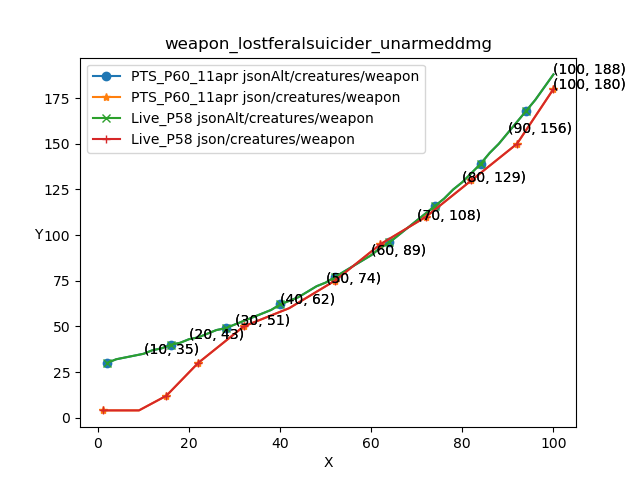 weapon_lostferalsuicider_unarmeddmg
PTS_P60_11apr jsonAlt/creatures/weapon
PTS_P60_11apr json/creatures/weapon
Live_P58 jsonAlt/creatures/weapon
Live_P58 json/creatures/weapon
(100, 188)
(100, 180)
(90, 156)
(80, 129)
(70, 108)
(60, 89)
(50, 74)
(40, 62)
(30, 51)
(20, 43)
(10, 35)
175
150
125
100
75
50
25
0
Y
0 20 40 60 80 100
X